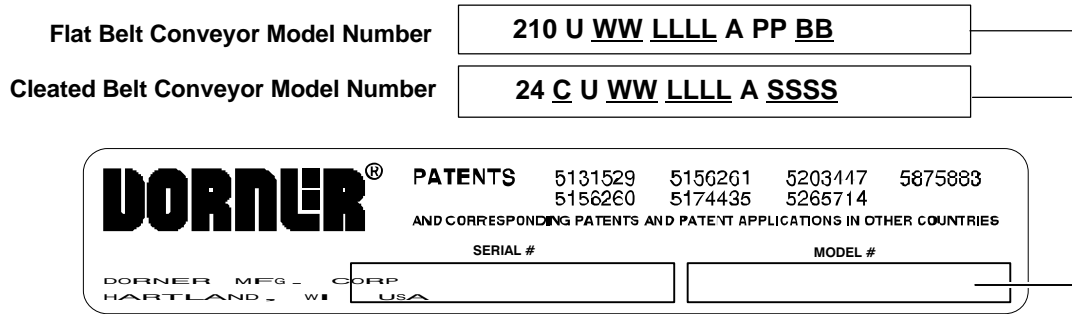 Flat Belt Conveyor Model Number 210 U WW LLLL A PP BB
Cleated Belt Conveyor Model Number 24 C U WW LLLL A SSSS
DORNER® PATENTS 5131529 5156261 5203447 5875883
5156260 5174435 5265714
AND CORRESPONDING PATENTS AND PATENT APPLICATIONS IN OTHER COUNTRIES
SERIAL # MODEL #
DORNER MFG. CORP
HARTLAND. WI USA